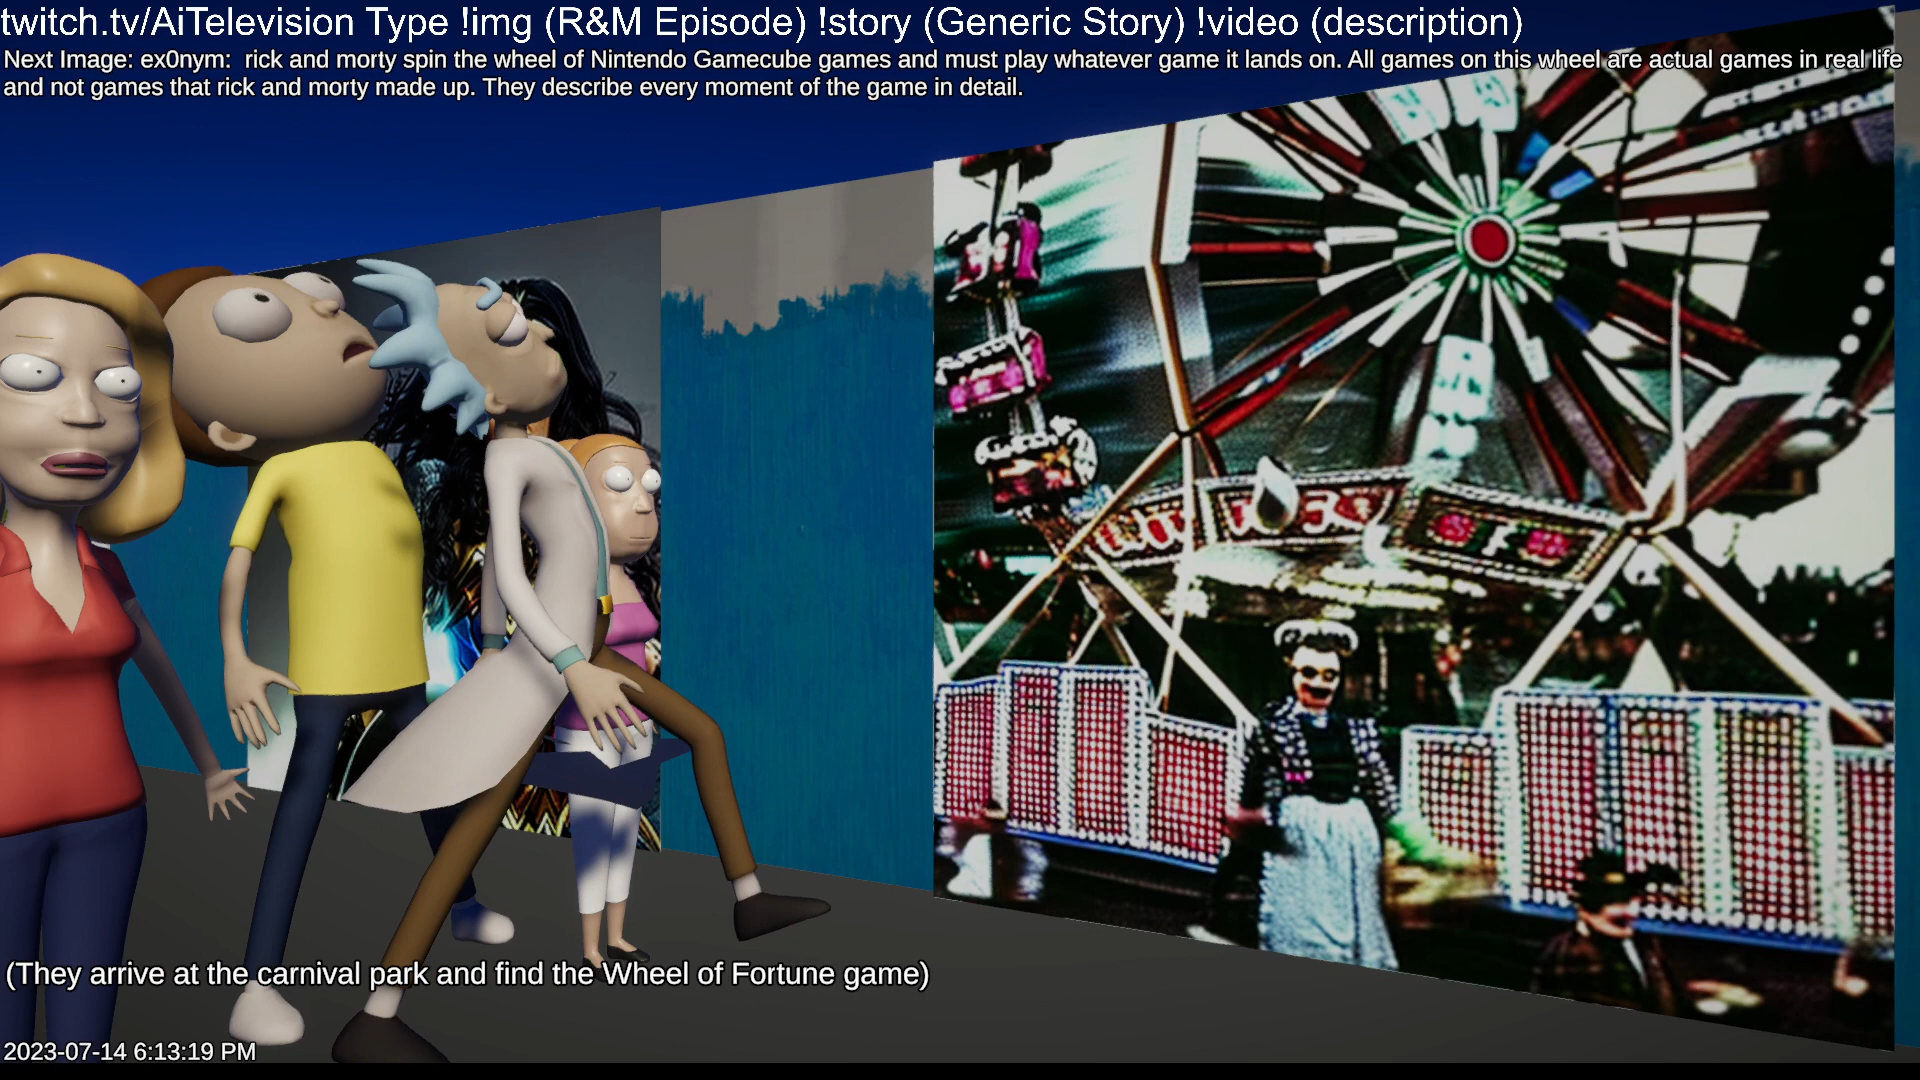 twitch.tv/AiTelevision Type !img (R&M Episode) !story (Generic Story) !video (description)
Next Image: ex0nym:  rick and morty spin the wheel of Nintendo Gamecube games and must play whatever game it lands on. All games on this wheel are actual games in real life
and not games that rick and morty made up. They describe every moment of the game in detail.
(They arrive at the carnival park and find the Wheel of Fortune game)
2023-07-14 6:13:19 PM